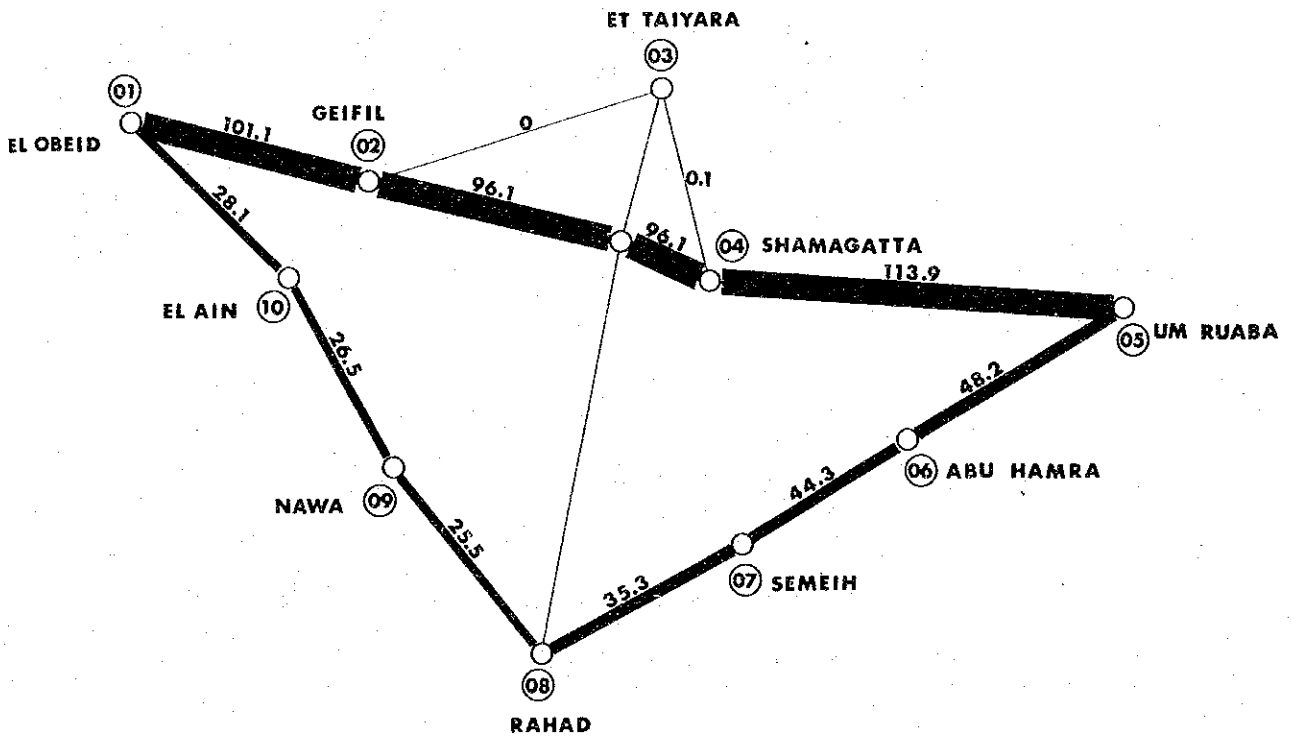 ET TAIYARA
03
01
EL OBEID
101.1
GEIFIL
02
0
96.1
0.1
96.1
04 SHAMAGATTA
113.9
28.1
EL AIN 10
05 UM RUABA
26.5
48.2
06 ABU HAMRA
NAWA 09
44.3
25.5
07 SEMEIH
35.3
08
RAHAD